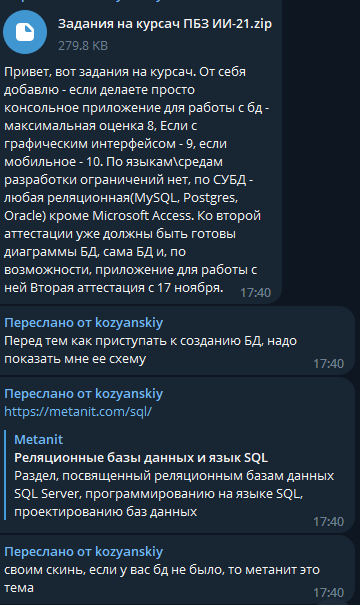 Задания на курсач ПБЗ ИИ-21.zip
279.8 KB
Привет, вот задания на курсач. От себя
добавлю - если делаете просто
консольное приложение для работы с бд -
максимальная оценка 8, Если с
графическим интерфейсом - 9, если
мобильное - 10. По языкам\средам
разработки ограничений нет, по СУБД -
любая реляционная(MySQL, Postgres,
Oracle) кроме Microsoft Access. Ко второй
аттестации уже должны быть готовы
диаграммы БД, сама БД и, по
возможности, приложение для работы с
ней Вторая аттестация с 17 ноября.
17:40
Переслано от kozyanskiy
Перед тем как приступать к созданию БД, надо
показать мне ее схему
17:40
Переслано от kozyanskiy
https://metanit.com/sql/
Metanit
Реляционные базы данных и язык SQL
Раздел, посвященный реляционным базам данных
SQL Server, программированию на языке SQL,
проектированию баз данных
17:40
Переслано от kozyanskiy
своим скинь, если у вас бд не было, то метанит это
тема
17:40